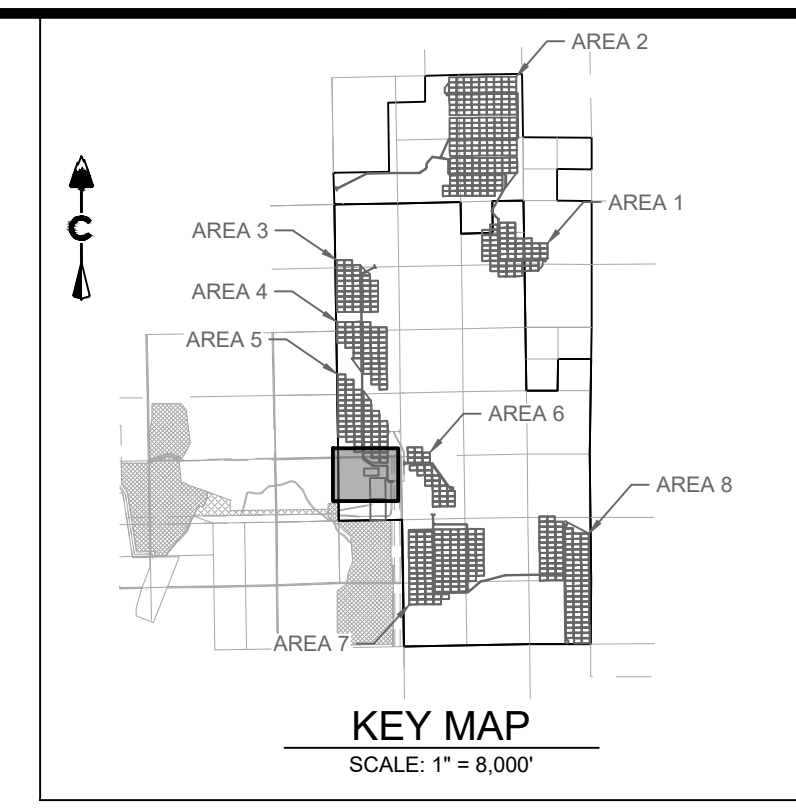 AREA 2
AREA 1
AREA 3
C
AREA 4
AREA 5
AREA 6
AREA 8
AREA 7
KEY MAP
SCALE: 1" = 8,000'